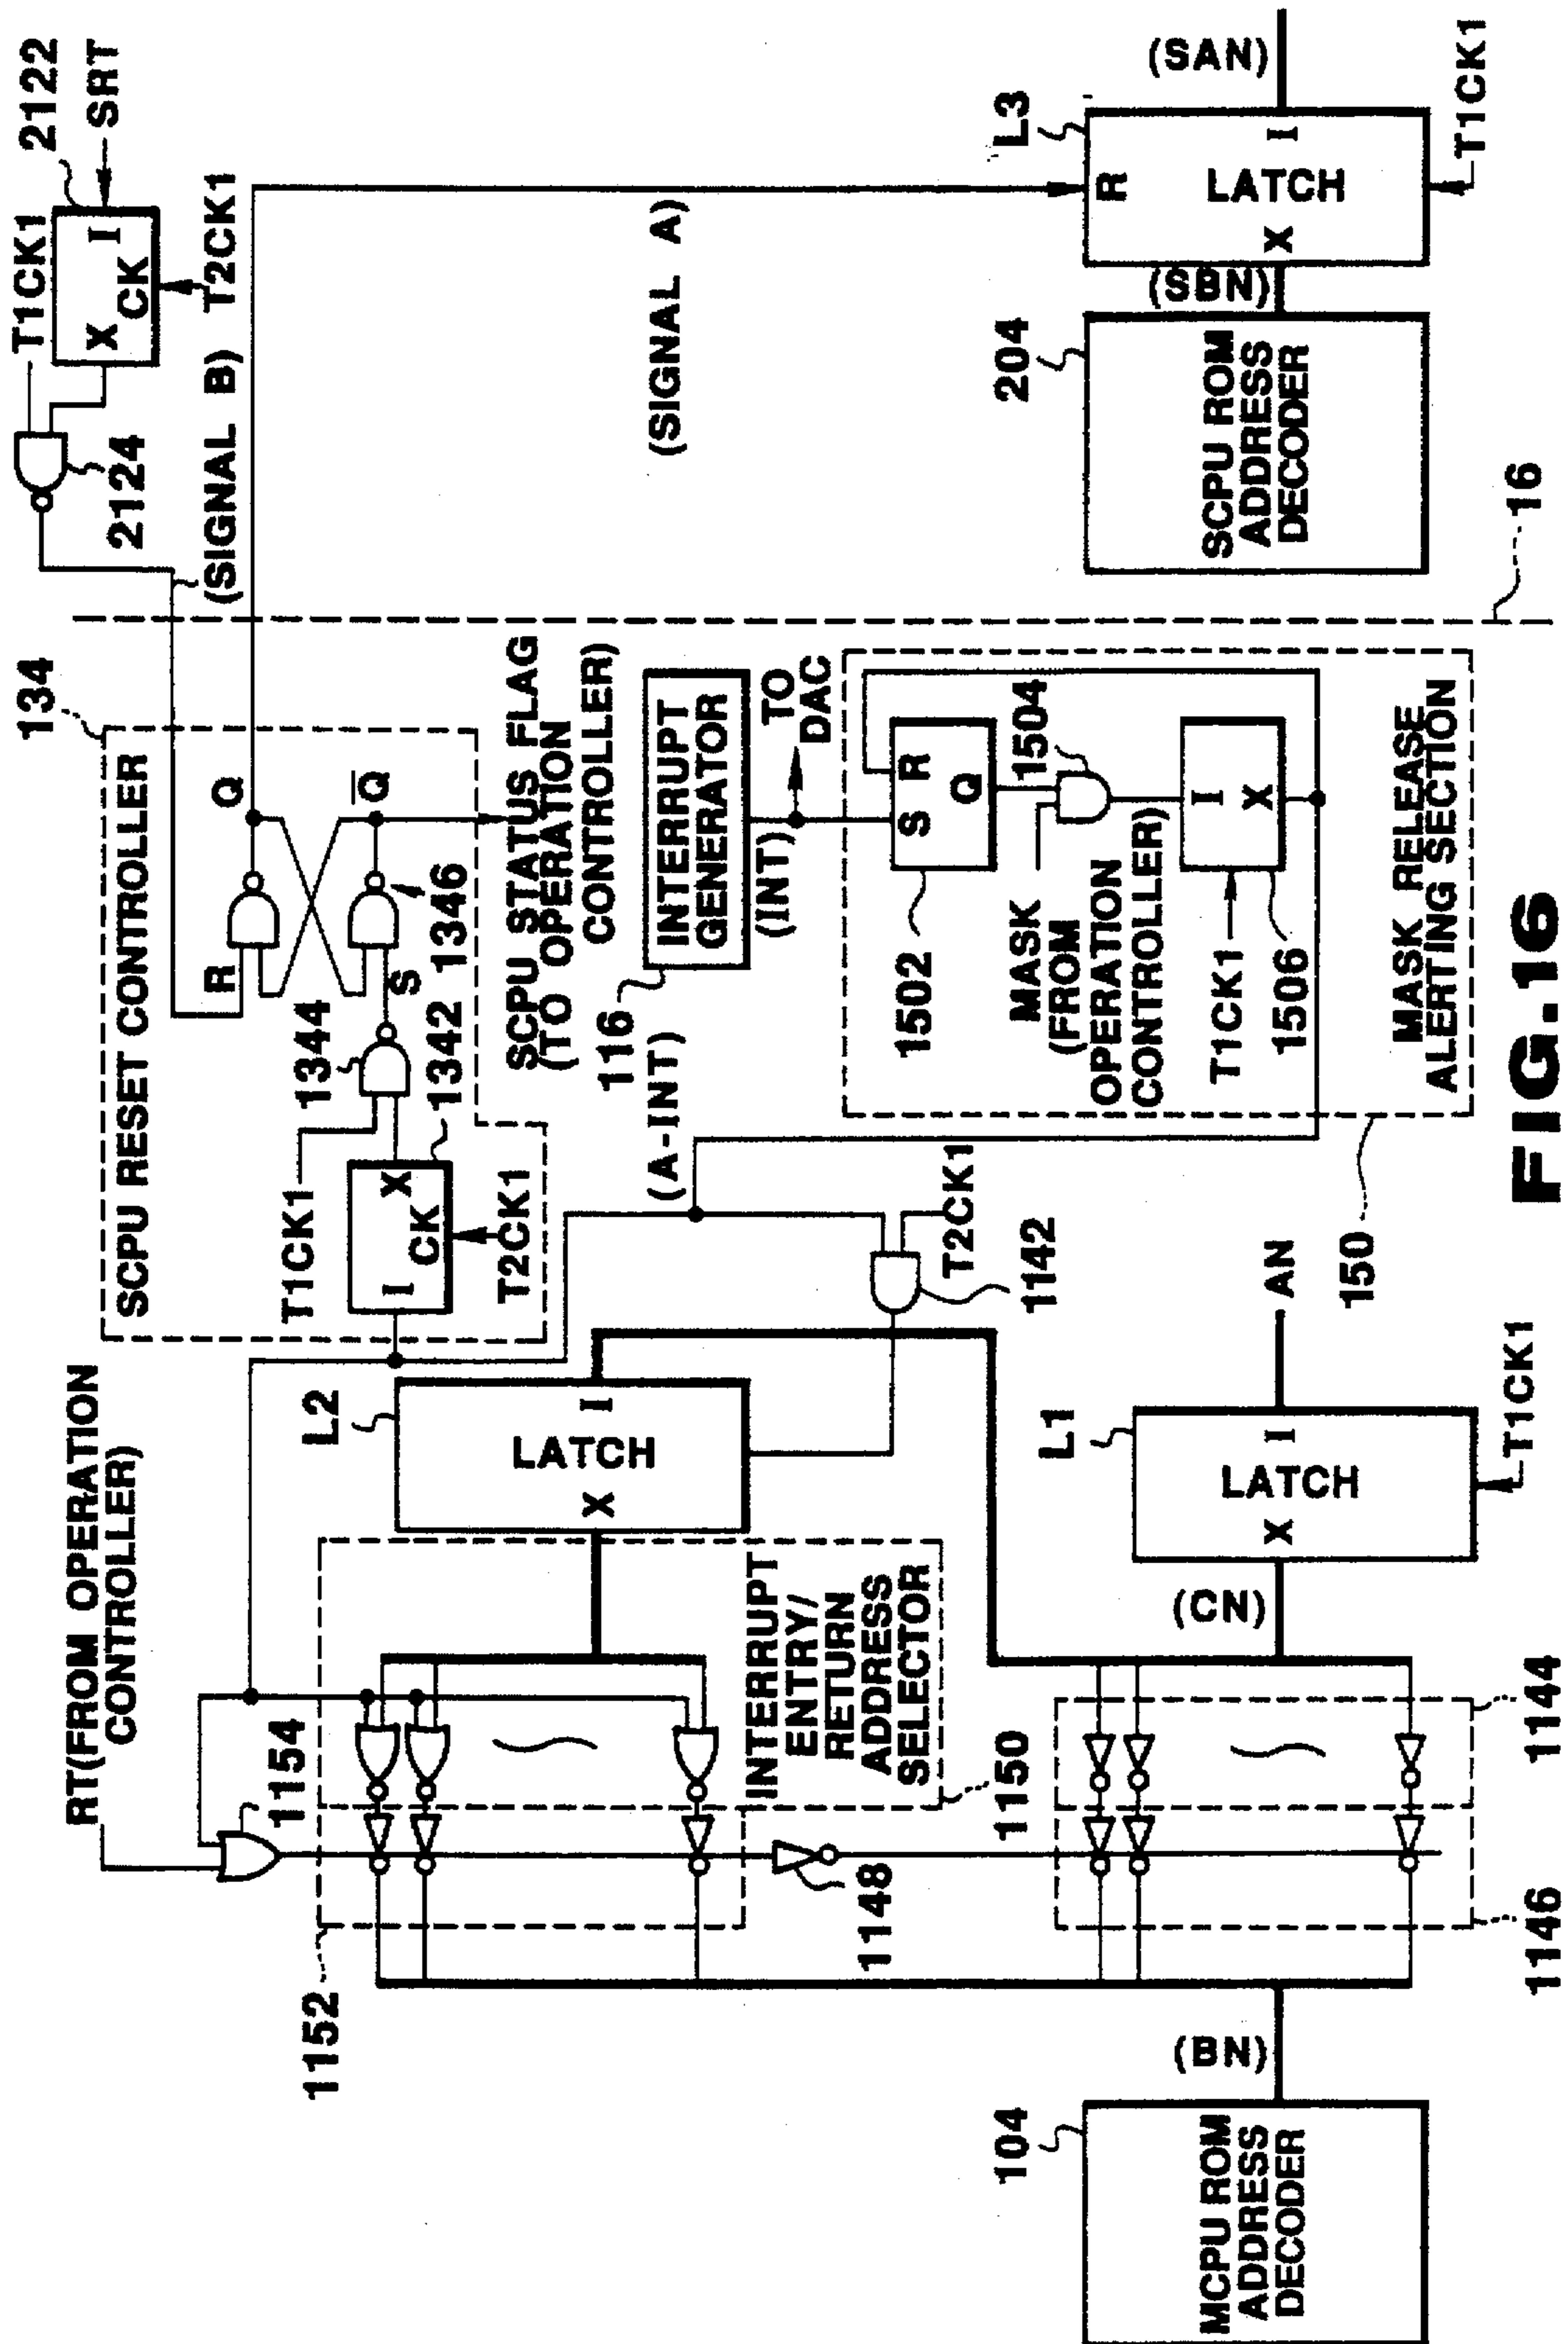 RT(FROM OPERATION
CONTROLLER)
1154
1152
L2
X
LATCH
I
INTERRUPT
ENTRY/
RETURN
ADDRESS
SELECTOR
1150
1148
1144
1146
104
MCPU ROM
ADDRESS
DECODER
(BN)
(CN)
L1
X
LATCH
I
T1CK1
AN
1142
T2CK1
(A-INT)
134
SCPU RESET CONTROLLER
T1CK1
1344
1342
I
X
CK
T2CK1
R
S
1346
Q
Q̅
SCPU STATUS FLAG
(TO OPERATION
CONTROLLER)
116
INTERRUPT
GENERATOR
(INT)
TO
DAC
1502
S
R
Q
1504
MASK
(FROM
OPERATION
CONTROLLER)
I
X
T1CK1
1506
MASK RELEASE
ALERTING SECTION
150
16
T1CK1
2122
X
I
CK
SRT
T2CK1
2124
(SIGNAL B)
(SIGNAL A)
204
SCPU ROM
ADDRESS
DECODER
(SBN)
L3
R
X
LATCH
I
(SAN)
T1CK1
FIG.16